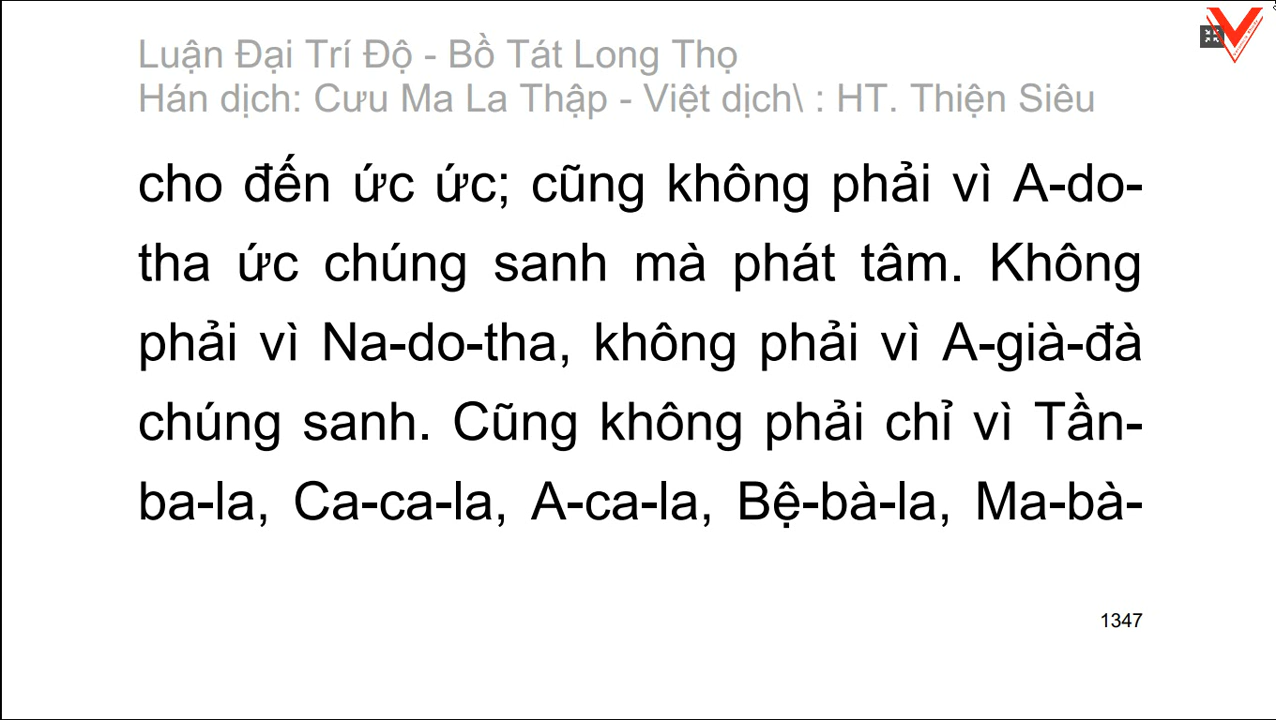 Luận Đại Trí Độ - Bồ Tát Long Thọ
Hán dịch: Cưu Ma La Thập - Việt dịch\ : HT. Thiện Siêu
cho đến ức ức; cũng không phải vì A-do-
tha ức chúng sanh mà phát tâm. Không
phải vì Na-do-tha, không phải vì A-già-đà
chúng sanh. Cũng không phải chỉ vì Tần-
ba-la, Ca-ca-la, A-ca-la, Bệ-bà-la, Ma-bà-
1347